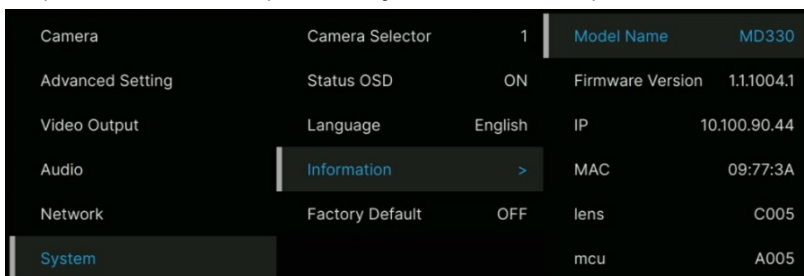 Camera
Advanced Setting
Video Output
Audio
Network
System
Camera Selector 1
Status OSD ON
Language English
Information >
Factory Default OFF
Model Name MD330
Firmware Version 1.1.1004.1
IP 10.100.90.44
MAC 09:77:3A
lens C005
mcu A005